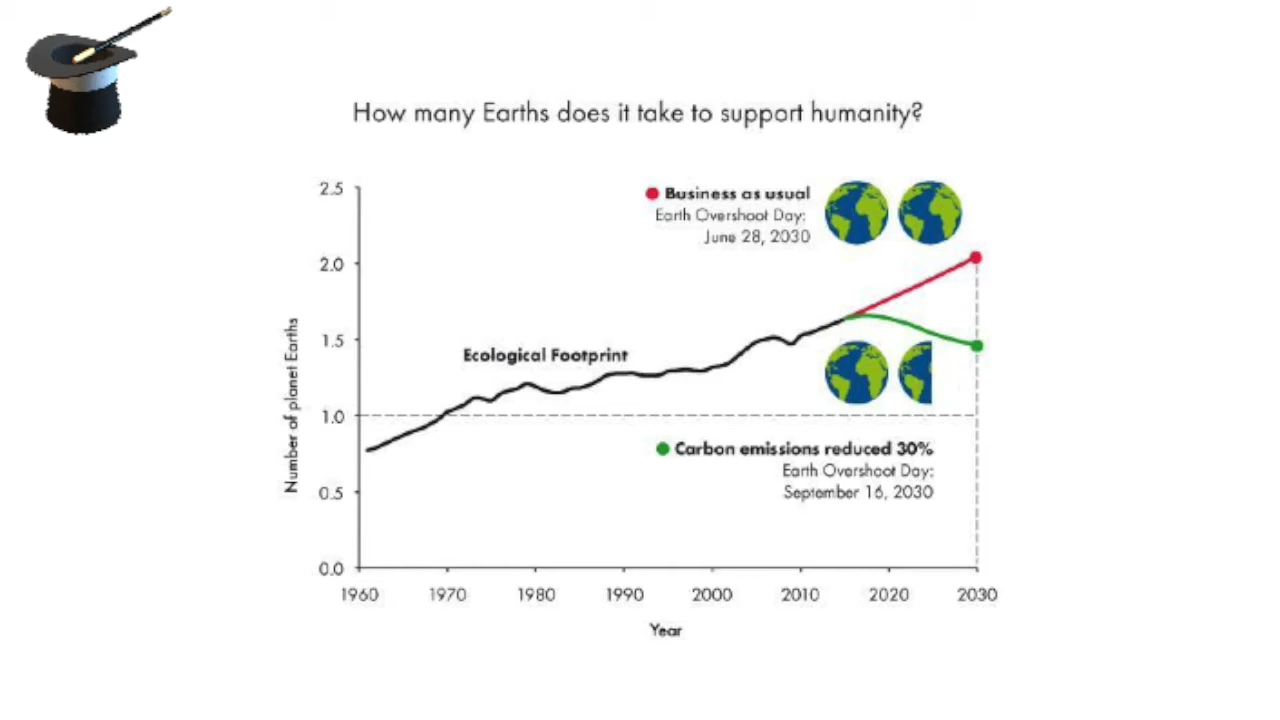 How many Earths does it take to support humanity?
2.5
Business as usual
Earth Overshoot Day:
June 28, 2030
2.0
1.5
Ecological Footprint
1.0
Carbon emissions reduced 30%
Earth Overshoot Day:
September 16, 2030
0.5
0.0
Number of planet Earths
1960 1970 1980 1990 2000 2010 2020 2030
Year